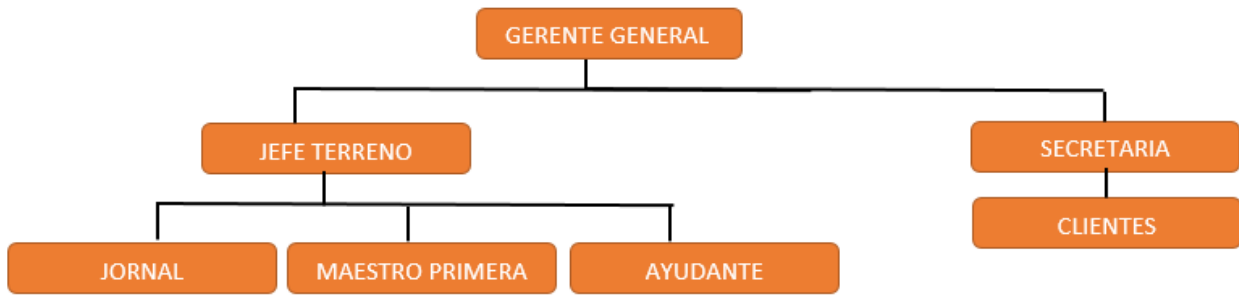 GERENTE GENERAL
JEFE TERRENO
SECRETARIA
CLIENTES
JORNAL
MAESTRO PRIMERA
AYUDANTE